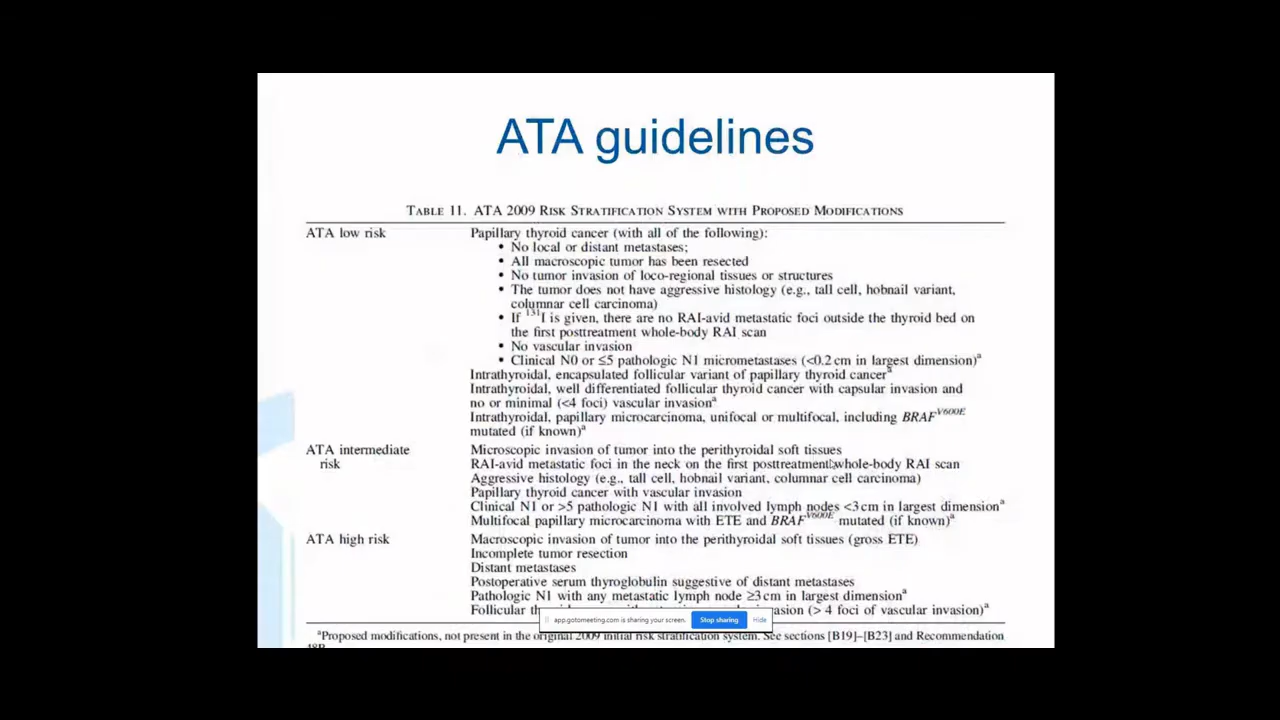 ATA guidelines
TABLE 11. ATA 2009 RISK STRATIFICATION SYSTEM WITH PROPOSED MODIFICATIONS
ATA low risk
Papillary thyroid cancer (with all of the following):
• No local or distant metastases;
• All macroscopic tumor has been resected
• No tumor invasion of loco-regional tissues or structures
• The tumor does not have aggressive histology (e.g., tall cell, hobnail variant,
columnar cell carcinoma)
• If 131I is given, there are no RAI-avid metastatic foci outside the thyroid bed on
the first posttreatment whole-body RAI scan
• No vascular invasion
• Clinical N0 or ≤5 pathologic N1 micrometastases (<0.2 cm in largest dimension)a
Intrathyroidal, encapsulated follicular variant of papillary thyroid cancera
Intrathyroidal, well differentiated follicular thyroid cancer with capsular invasion and
no or minimal (<4 foci) vascular invasiona
Intrathyroidal, papillary microcarcinoma, unifocal or multifocal, including BRAFV600E
mutated (if known)a
ATA intermediate
risk
Microscopic invasion of tumor into the perithyroidal soft tissues
RAI-avid metastatic foci in the neck on the first posttreatment whole-body RAI scan
Aggressive histology (e.g., tall cell, hobnail variant, columnar cell carcinoma)
Papillary thyroid cancer with vascular invasion
Clinical N1 or >5 pathologic N1 with all involved lymph nodes <3 cm in largest dimensiona
Multifocal papillary microcarcinoma with ETE and BRAFV600E mutated (if known)a
ATA high risk
Macroscopic invasion of tumor into the perithyroidal soft tissues (gross ETE)
Incomplete tumor resection
Distant metastases
Postoperative serum thyroglobulin suggestive of distant metastases
Pathologic N1 with any metastatic lymph node ≥3 cm in largest dimensiona
Follicular (> 4 foci of vascular invasion)a
app.gotomeeting.com is sharing your screen. Stop sharing Hide
aProposed modifications, not present in the original 2009 initial risk stratification system. See sections [B19]–[B23] and Recommendation